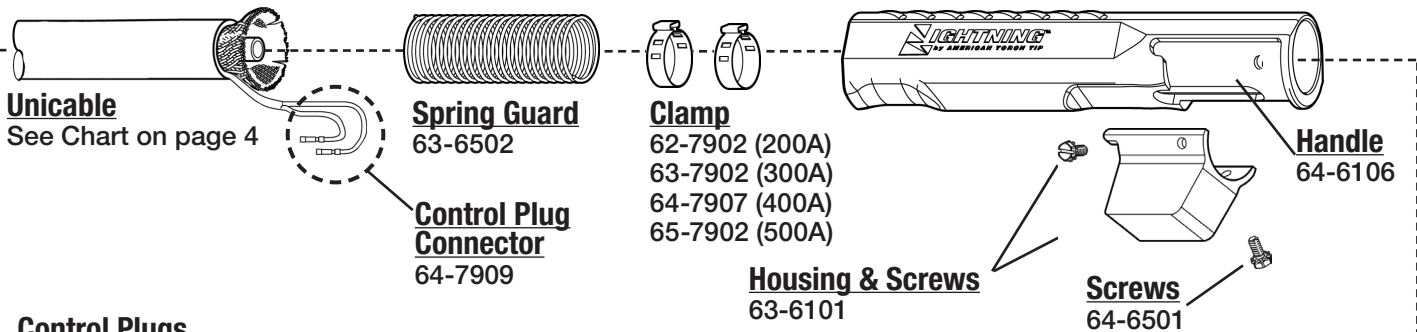 LIGHTNING™
by AMERICAN TORCH TIP
Unicable
See Chart on page 4
Spring Guard
63-6502
Clamp
62-7902 (200A)
63-7902 (300A)
64-7907 (400A)
65-7902 (500A)
Handle
64-6106
Control Plug
Connector
64-7909
Housing & Screws
63-6101
Screws
64-6501
Control Plugs